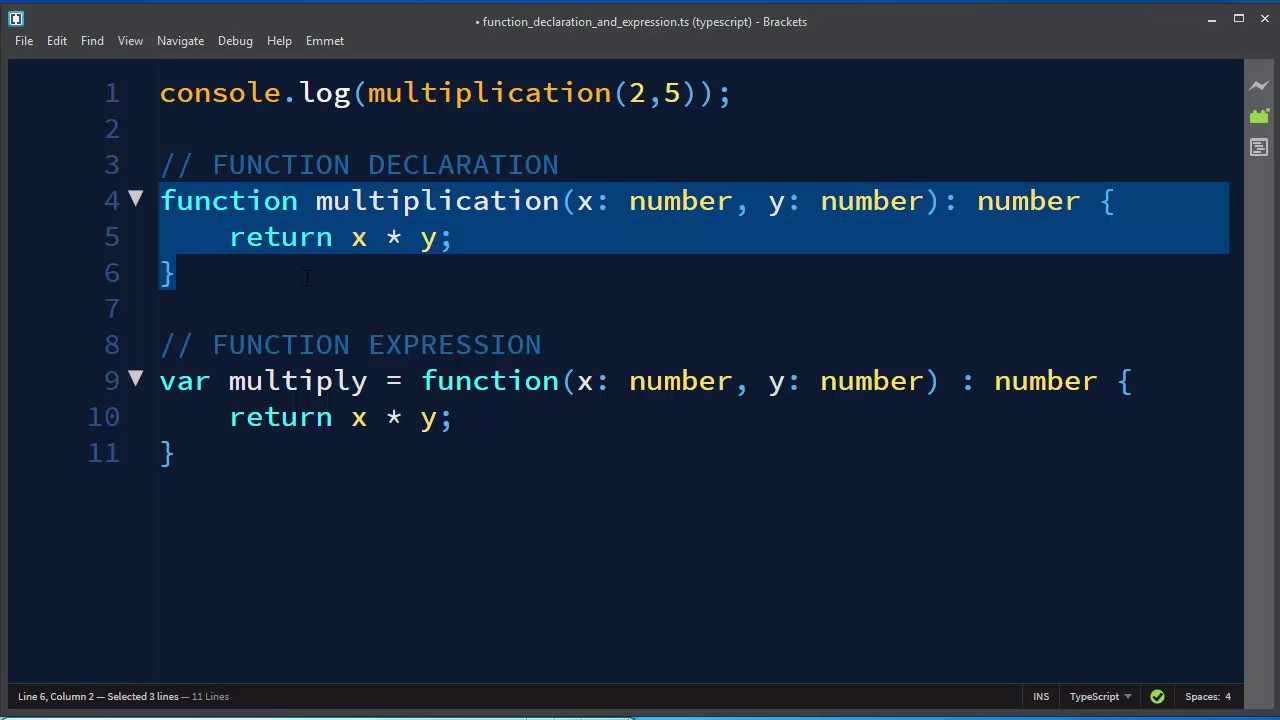 • function_declaration_and_expression.ts (typescript) - Brackets
File Edit Find View Navigate Debug Help Emmet
1 console.log(multiplication(2,5));
2
3 // FUNCTION DECLARATION
4 function multiplication(x: number, y: number): number {
5 return x * y;
6 }
7
8 // FUNCTION EXPRESSION
9 var multiply = function(x: number, y: number) : number {
10 return x * y;
11 }
Line 6, Column 2 — Selected 3 lines — 11 Lines INS TypeScript Spaces: 4